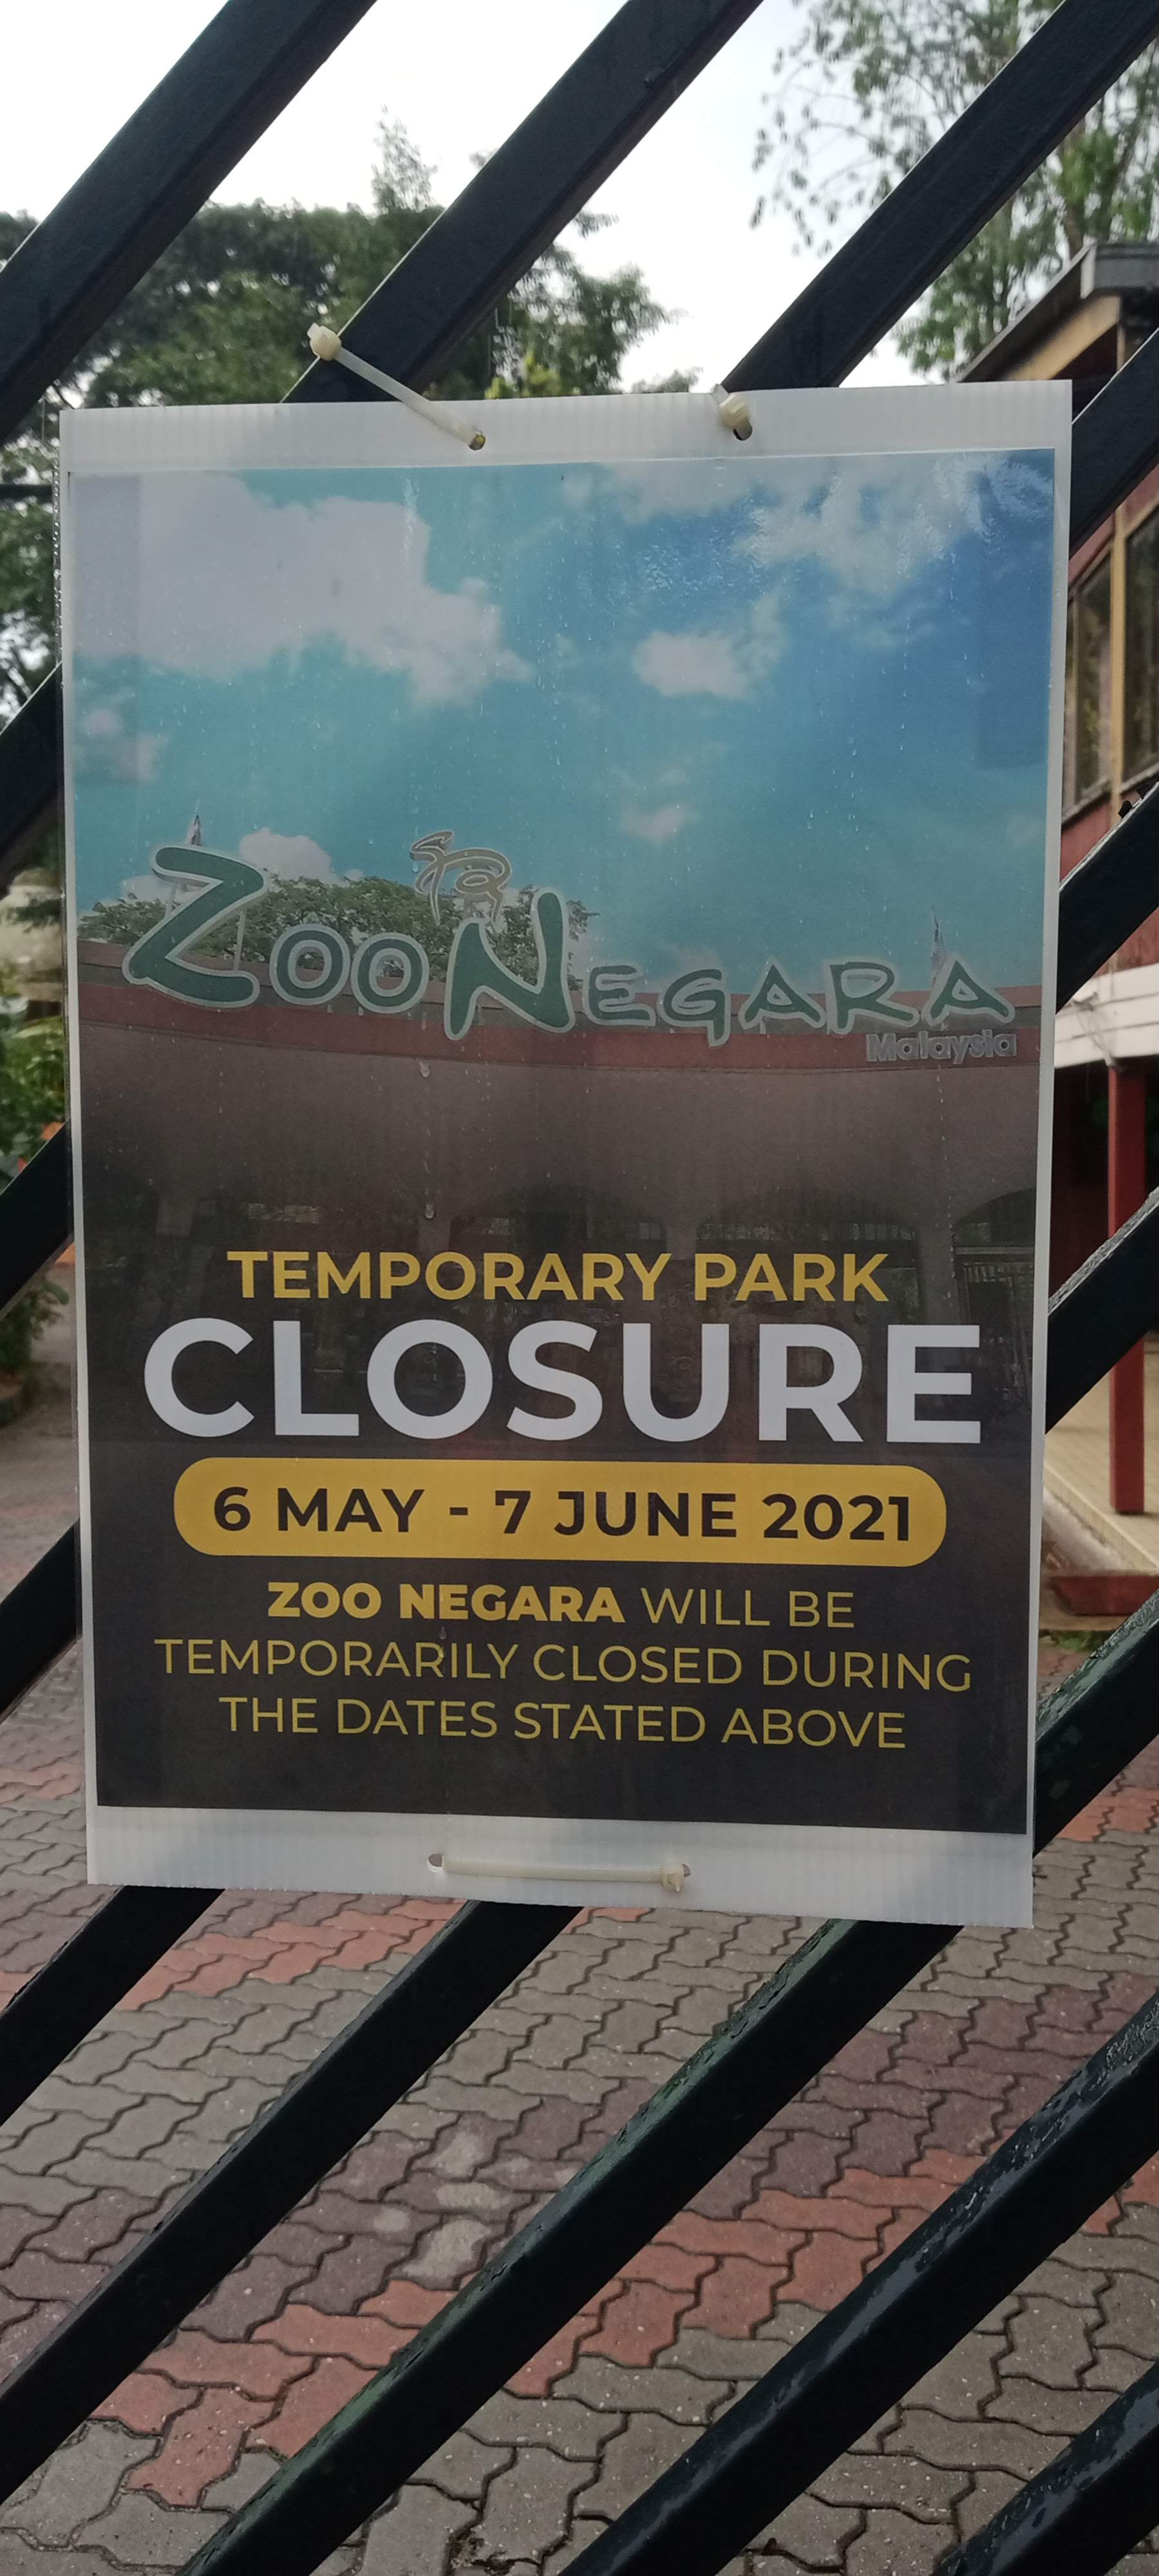 ZOO NEGARA
Malaysia
TEMPORARY PARK
CLOSURE
6 MAY - 7 JUNE 2021
ZOO NEGARA WILL BE
TEMPORARILY CLOSED DURING
THE DATES STATED ABOVE